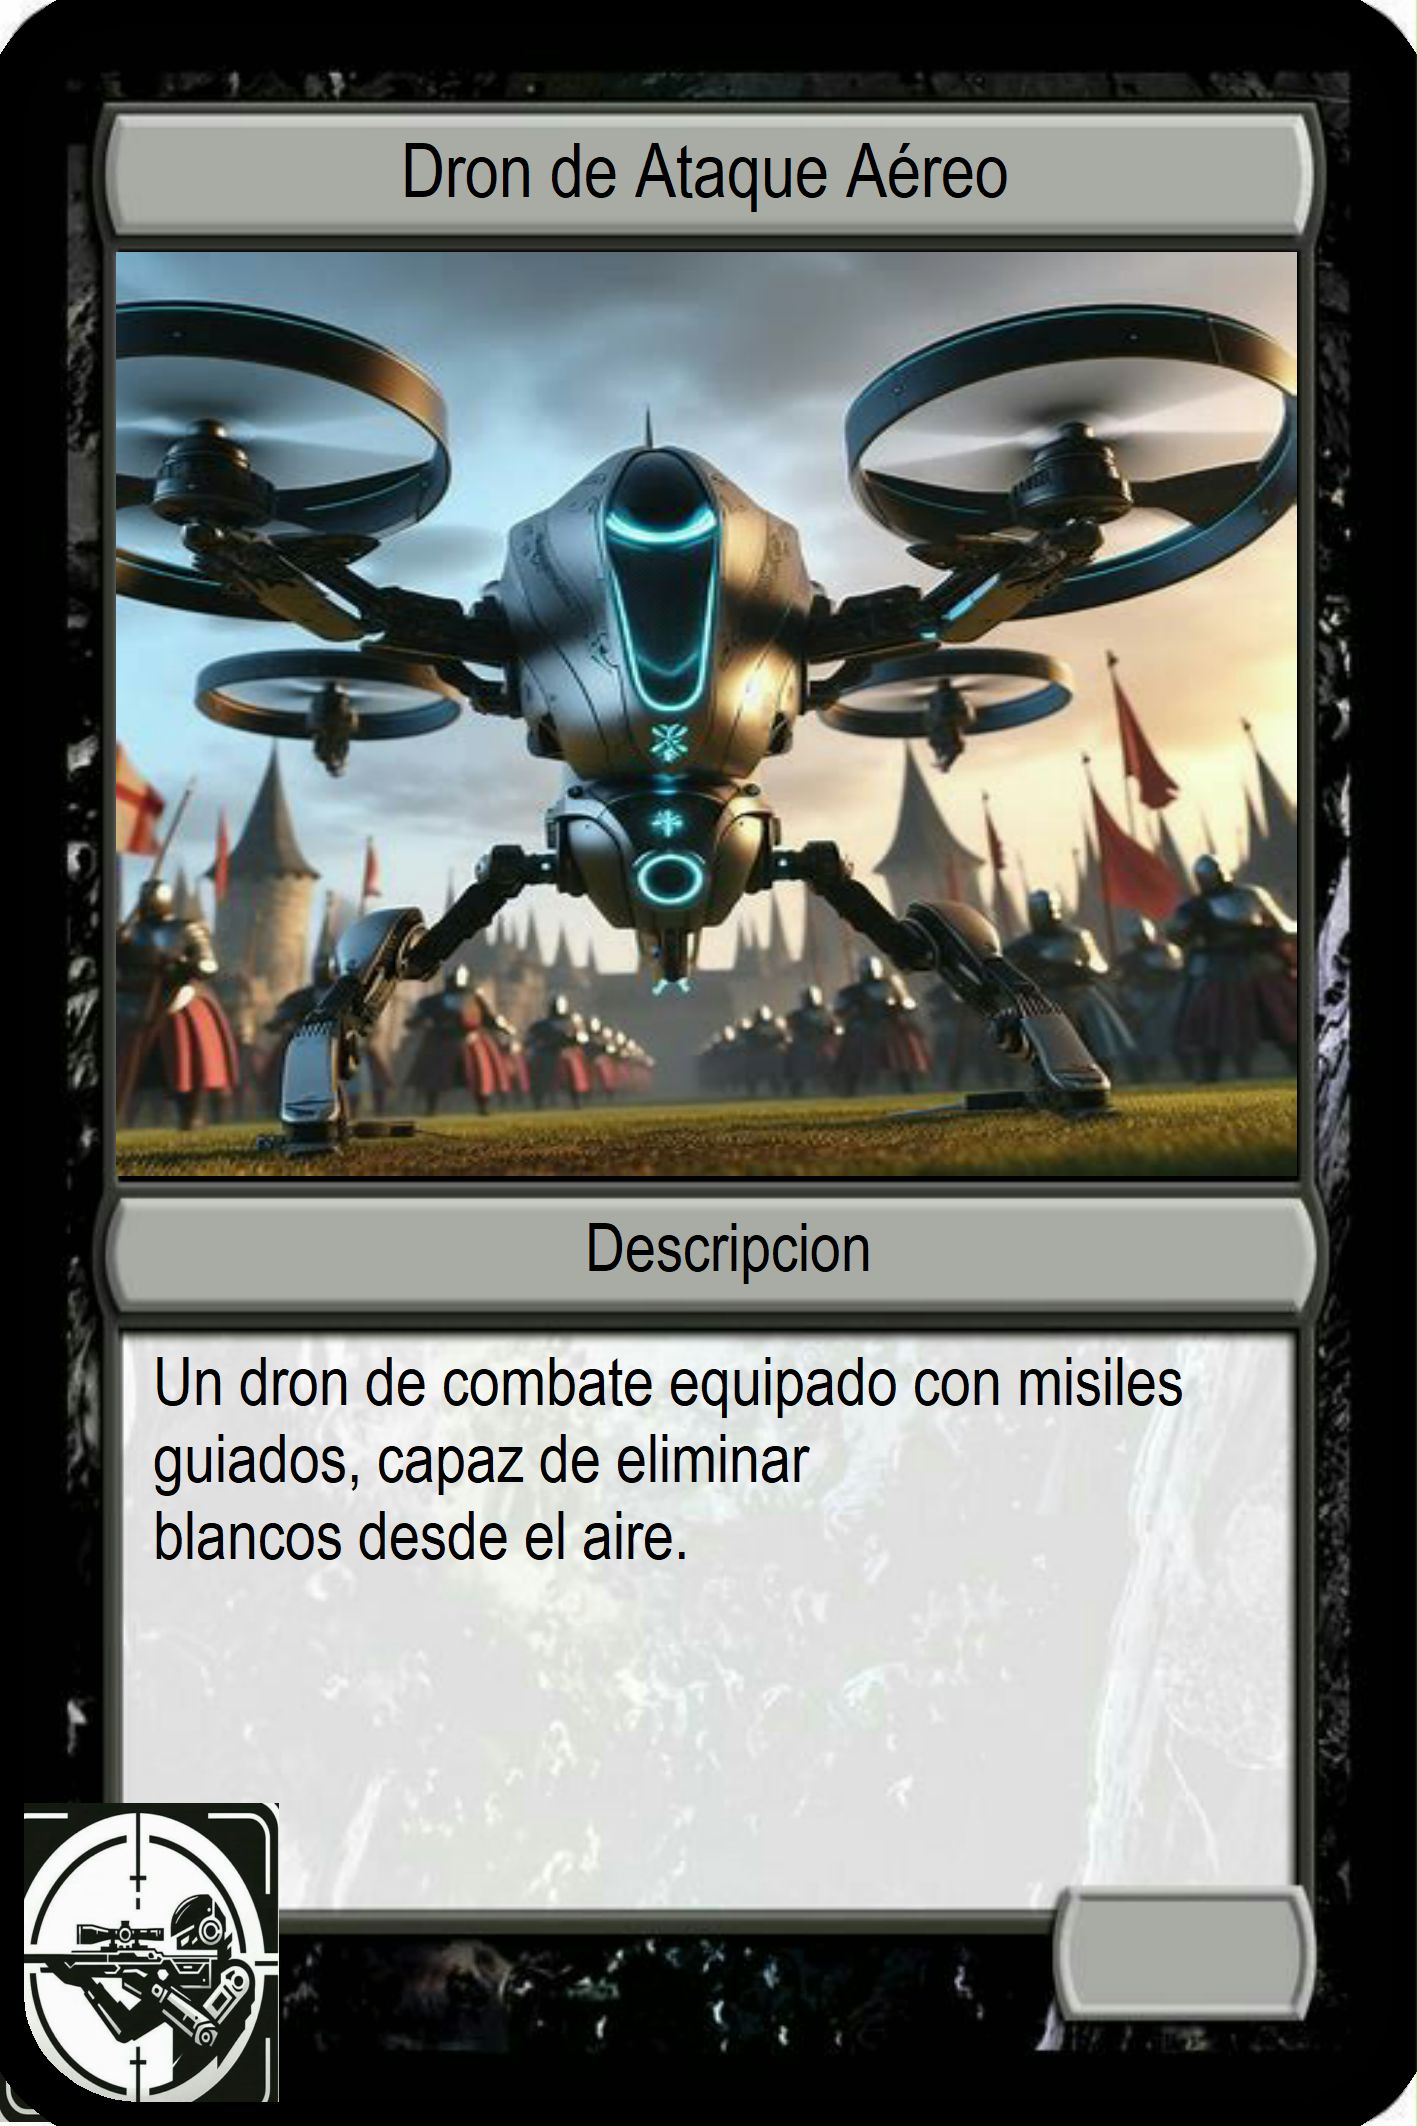 Dron de Ataque Aéreo
Descripcion
Un dron de combate equipado con misiles
guiados, capaz de eliminar
blancos desde el aire.